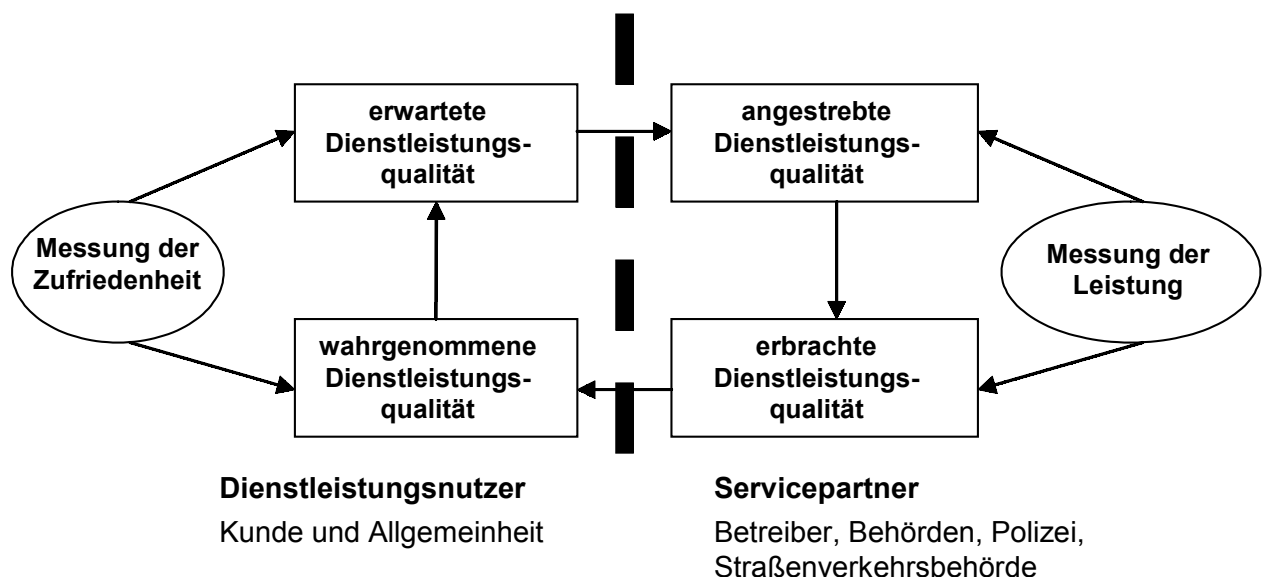 erwartete
Dienstleistungs-
qualität
angestrebte
Dienstleistungs-
qualität
Messung der
Zufriedenheit
Messung der
Leistung
wahrgenommene
Dienstleistungs-
qualität
erbrachte
Dienstleistungs-
qualität
Dienstleistungsnutzer
Kunde und Allgemeinheit
Servicepartner
Betreiber, Behörden, Polizei,
Straßenverkehrsbehörde